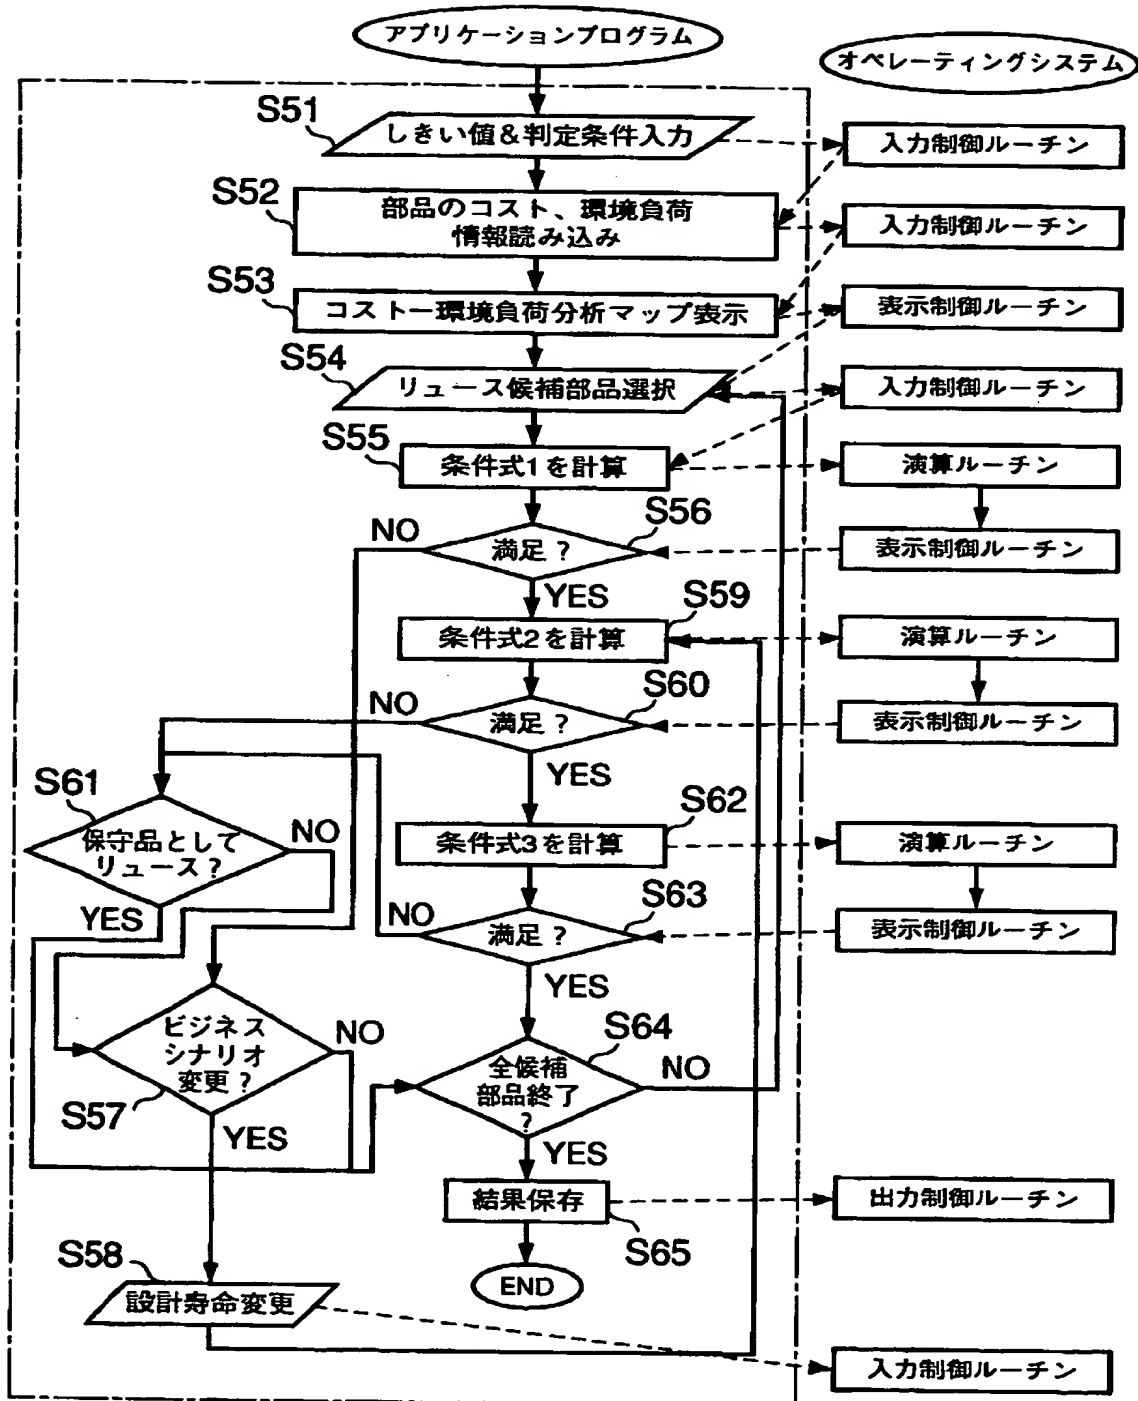 アプリケーションプログラム
オペレーティングシステム
S51
しきい値&判定条件入力
入力制御ルーチン
S52
部品のコスト、環境負荷
情報読み込み
入力制御ルーチン
S53
コストー環境負荷分析マップ表示
表示制御ルーチン
S54
リュース候補部品選択
入力制御ルーチン
S55
条件式1を計算
演算ルーチン
S56
NO
満足?
表示制御ルーチン
YES
S59
条件式2を計算
演算ルーチン
S60
NO
満足?
表示制御ルーチン
YES
S61
保守品として
リュース?
NO
YES
S62
条件式3を計算
演算ルーチン
S63
NO
満足?
表示制御ルーチン
YES
ビジネス
シナリオ
変更?
NO
S57
YES
S64
全候補
部品終了
?
NO
YES
結果保存
出力制御ルーチン
S65
S58
設計寿命変更
END
入力制御ルーチン